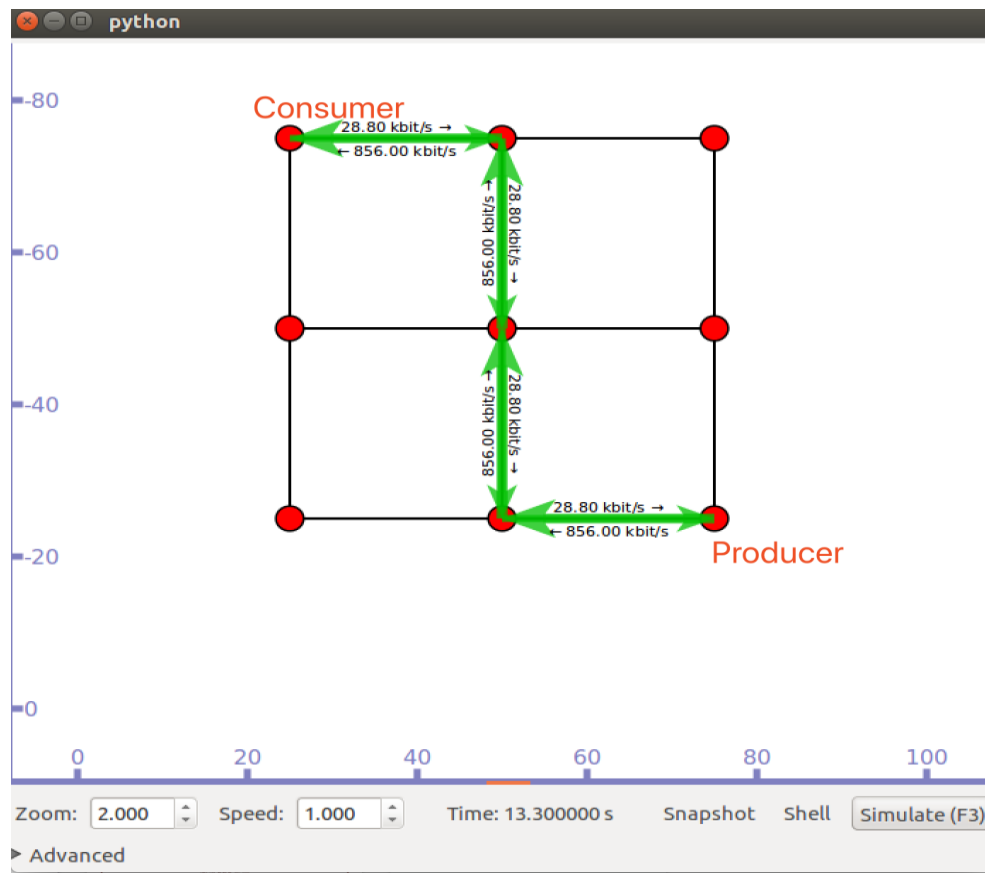 python
-80
Consumer
28.80 kbit/s →
← 856.00 kbit/s
856.00 kbit/s →
28.80 kbit/s →
-60
856.00 kbit/s →
28.80 kbit/s →
-40
28.80 kbit/s →
← 856.00 kbit/s
Producer
-20
0
0 20 40 60 80 100
Zoom: 2.000 Speed: 1.000 Time: 13.300000 s Snapshot Shell Simulate (F3)
Advanced